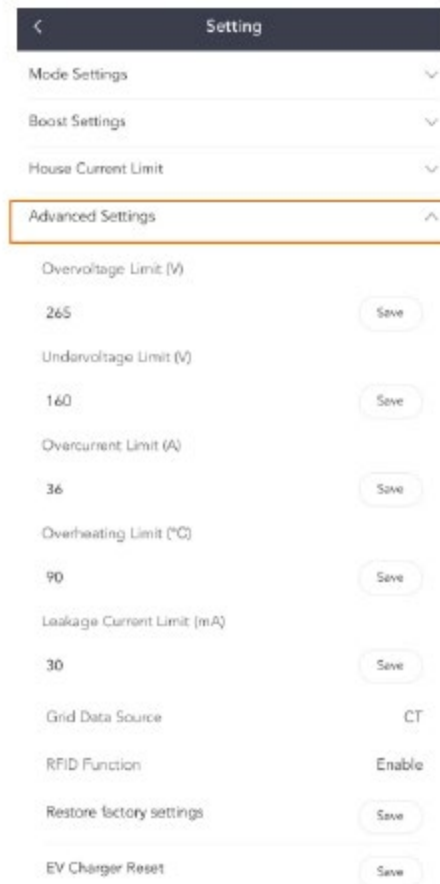 Setting
Mode Settings
Boost Settings
House Current Limit
Advanced Settings
Overvoltage Limit (V)
265 Save
Undervoltage Limit (V)
160 Save
Overcurrent Limit (A)
36 Save
Overheating Limit (°C)
90 Save
Leakage Current Limit (mA)
30 Save
Grid Data Source CT
RFID Function Enable
Restore factory settings Save
EV Charger Reset Save